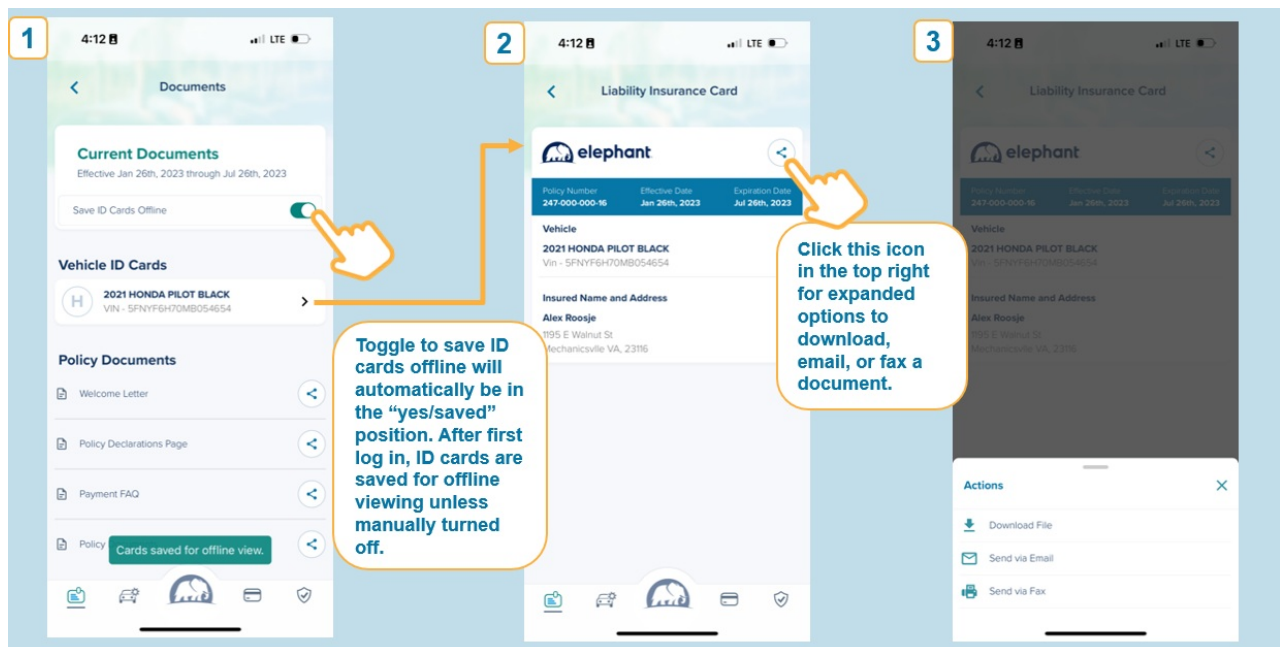 1
4:12
LTE
Documents
Current Documents
Effective Jan 26th, 2023 through Jul 26th, 2023
Save ID Cards Offline
Vehicle ID Cards
H
2021 HONDA PILOT BLACK
VIN - 5FNYF6H70MB054654
Policy Documents
Welcome Letter
Policy Declarations Page
Payment FAQ
Policy
Cards saved for offline view.
Toggle to save ID
cards offline will
automatically be in
the “yes/saved”
position. After first
log in, ID cards are
saved for offline
viewing unless
manually turned
off.
2
4:12
LTE
Liability Insurance Card
elephant
Policy Number Effective Date Expiration Date
247-000-000-16 Jan 26th, 2023 Jul 26th, 2023
Vehicle
2021 HONDA PILOT BLACK
Vin - 5FNYF6H70MB054654
Insured Name and Address
Alex Roosje
1195 E Walnut St
Mechanicsvlle VA, 23116
Click this icon
in the top right
for expanded
options to
download,
email, or fax a
document.
3
4:12
LTE
Liability Insurance Card
elephant
Policy Number Effective Date Expiration Date
247-000-000-16 Jan 26th, 2023 Jul 26th, 2023
Vehicle
2021 HONDA PILOT BLACK
Vin - 5FNYF6H70MB054654
Insured Name and Address
Alex Roosje
1195 E Walnut St
Mechanicsvlle VA, 23116
Actions
Download File
Send via Email
Send via Fax